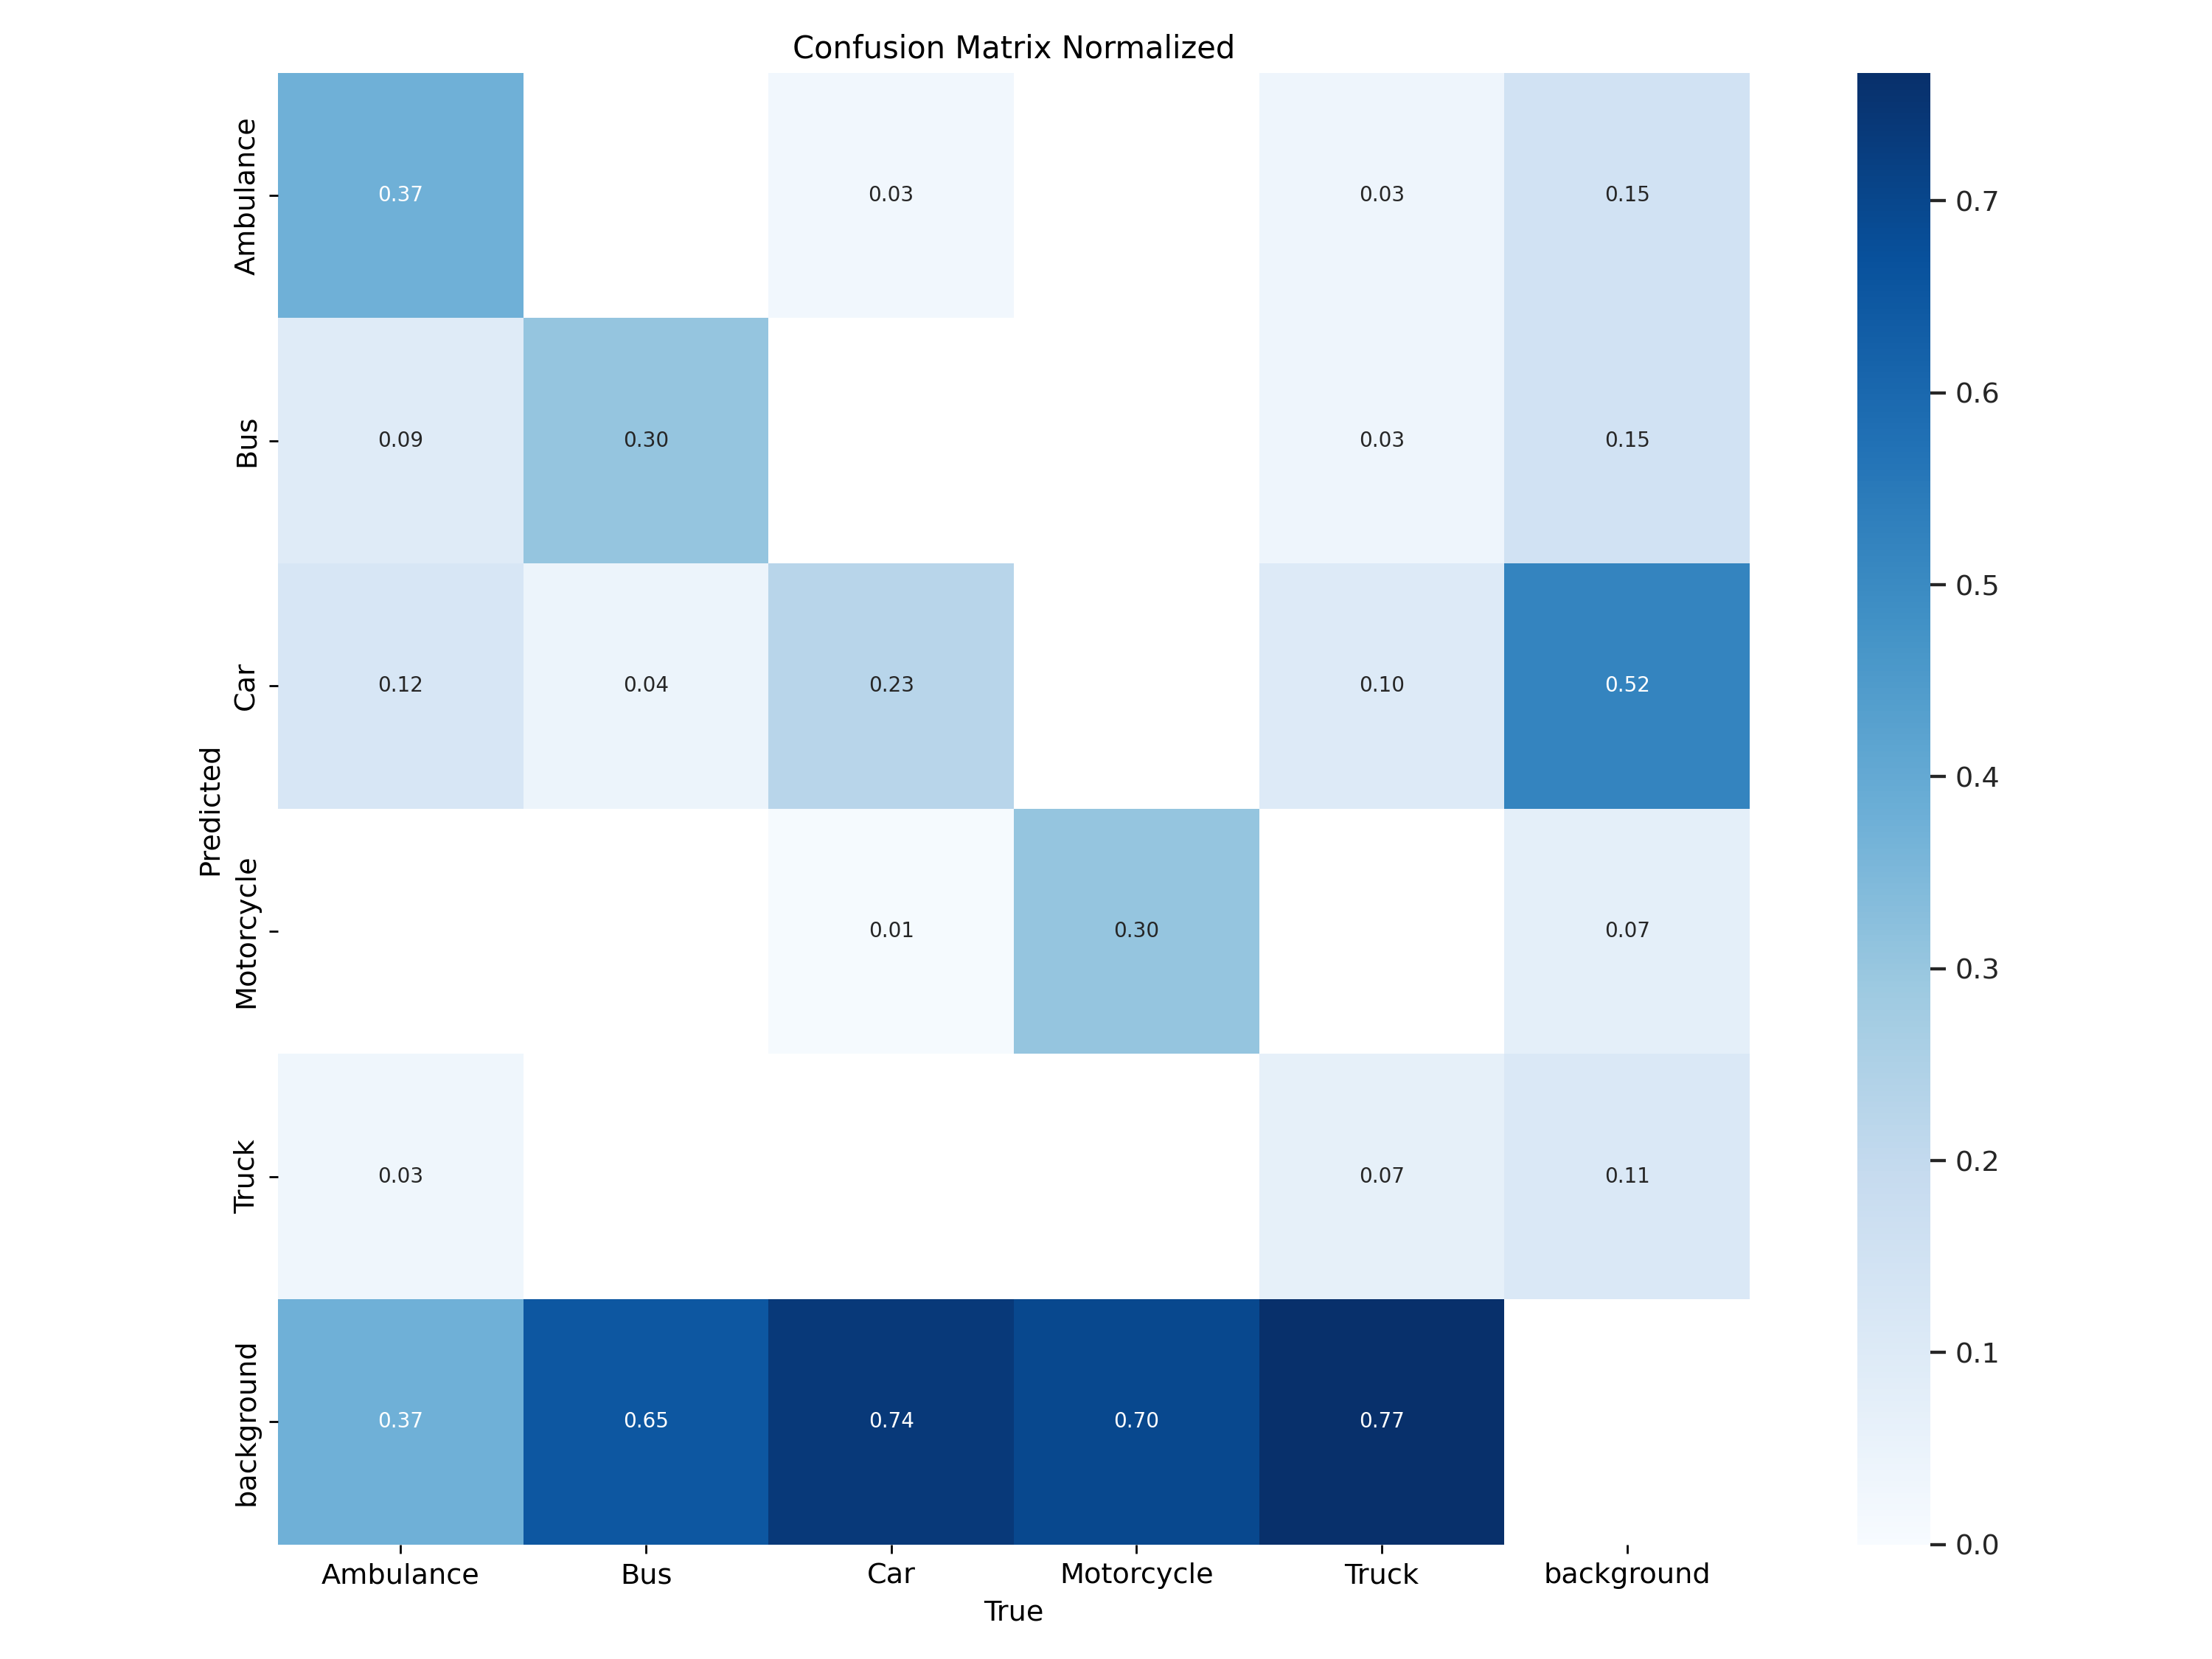 Confusion Matrix Normalized
Ambulance
0.37
0.03
0.03
0.15
Bus
0.09
0.30
0.03
0.15
Car
0.12
0.04
0.23
0.10
0.52
Motorcycle
0.01
0.30
0.07
Truck
0.03
0.07
0.11
background
0.37
0.65
0.74
0.70
0.77
Predicted
Ambulance
Bus
Car
Motorcycle
Truck
background
True
0.7
0.6
0.5
0.4
0.3
0.2
0.1
0.0